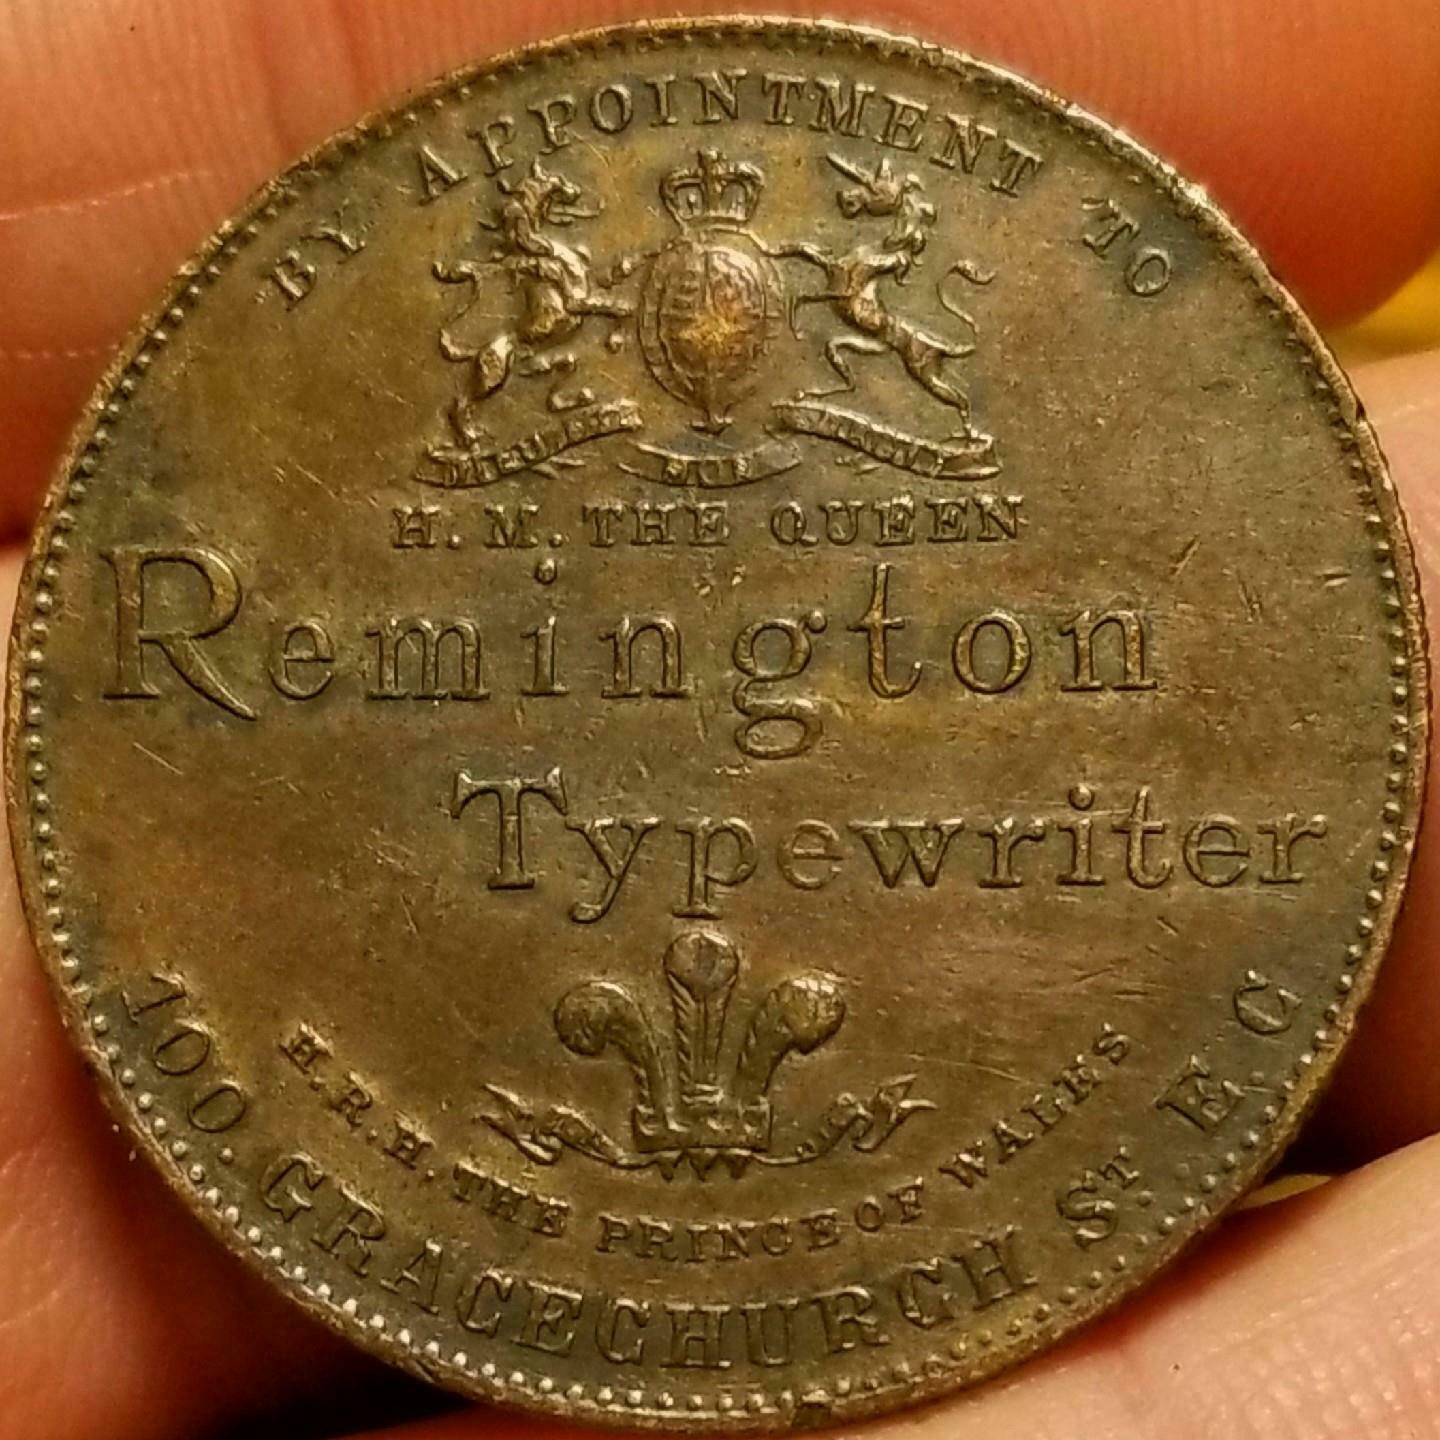 BY APPOINTMENT TO
H. M. THE QUEEN
Remington
Typewriter
H.R.H. THE PRINCE OF WALES
100. GRACECHURCH ST. E.C